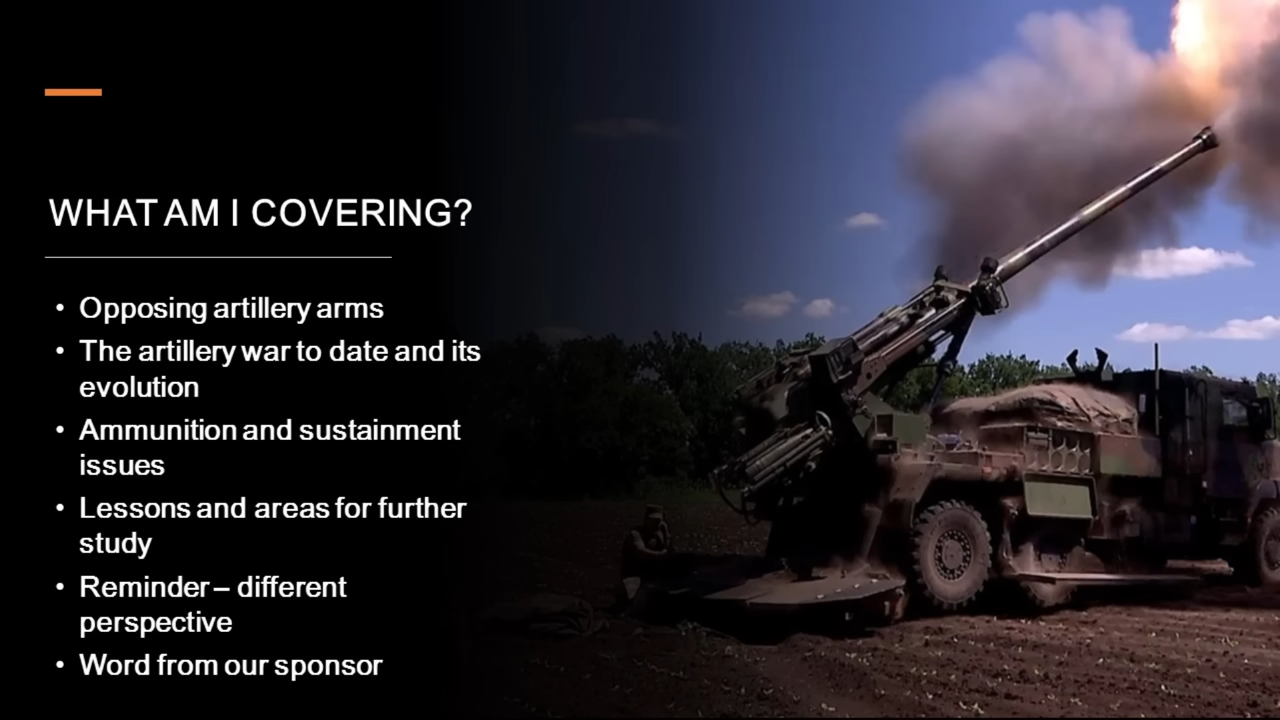 WHAT AM I COVERING?
• Opposing artillery arms
• The artillery war to date and its
evolution
• Ammunition and sustainment
issues
• Lessons and areas for further
study
• Reminder – different
perspective
• Word from our sponsor